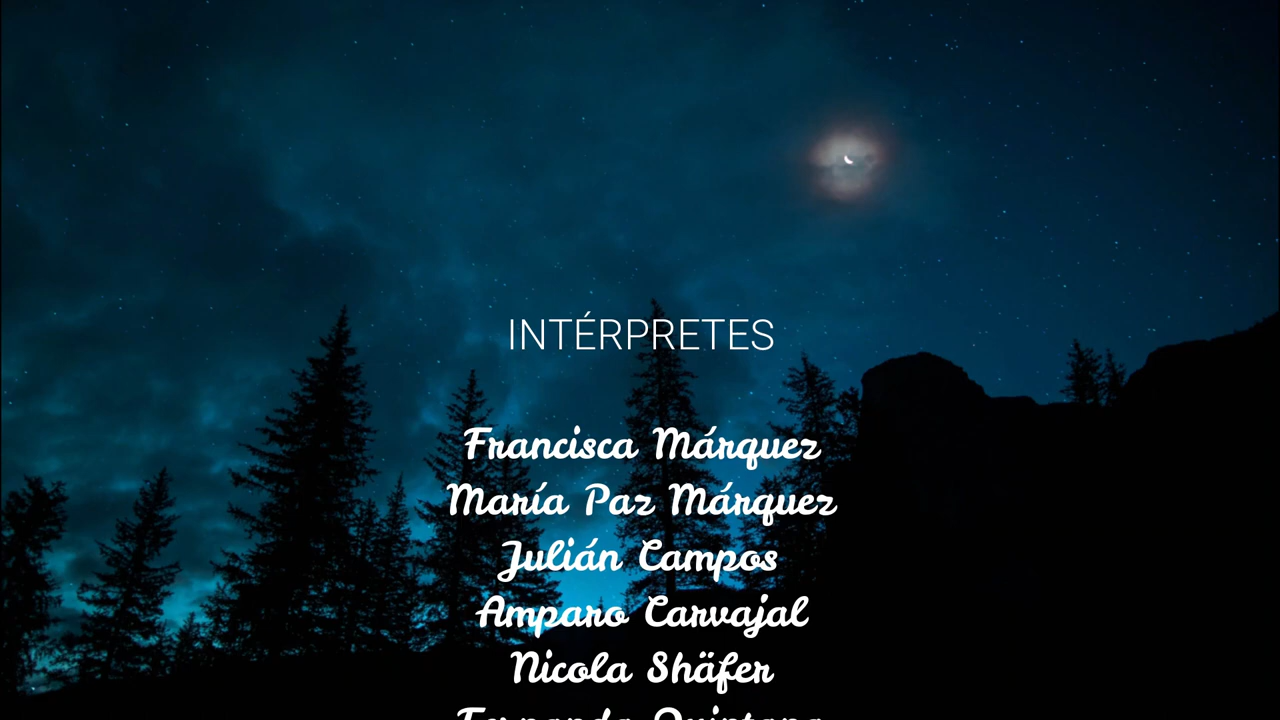 INTÉRPRETES
Francisca Márquez
María Paz Márquez
Julián Campos
Amparo Carvajal
Nicola Shäfer